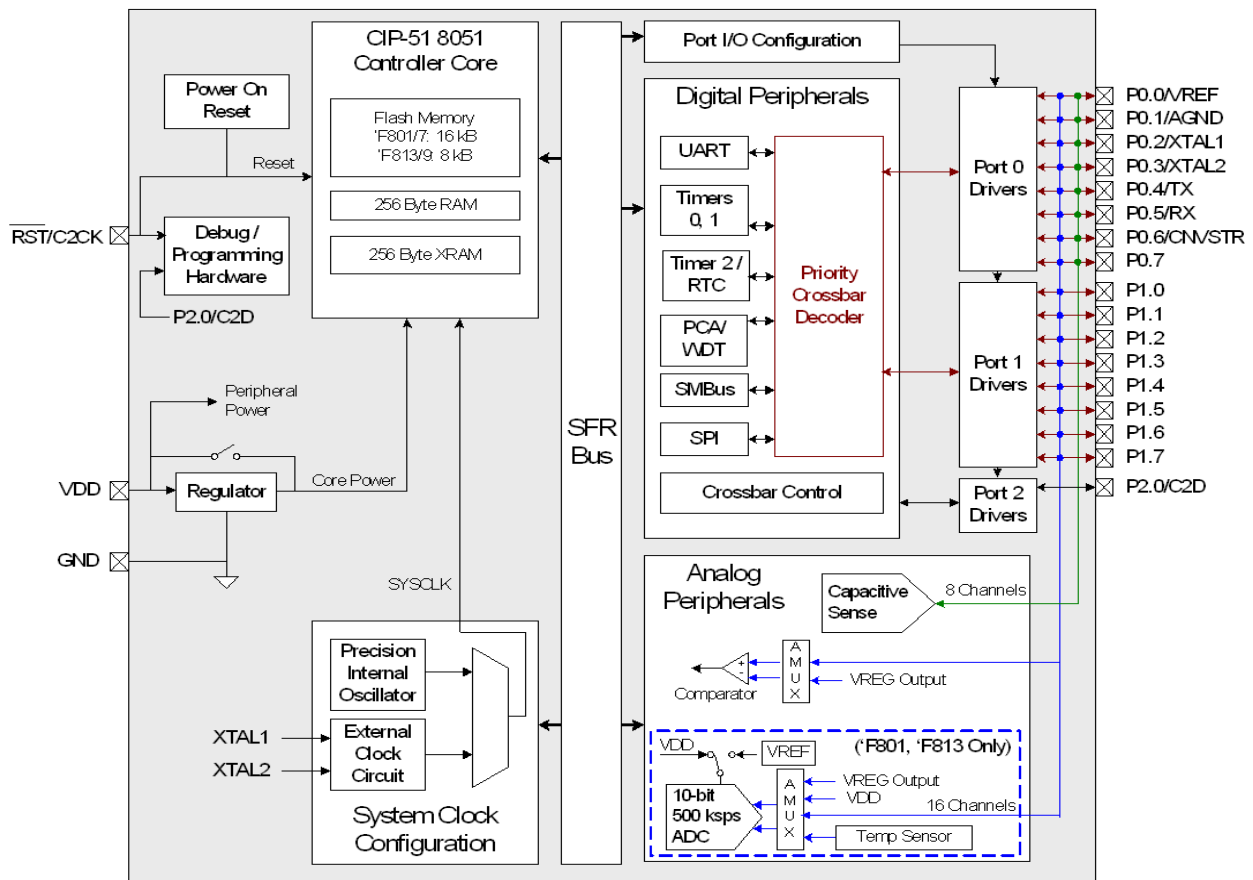 CIP-51 8051
Controller Core
Flash Memory
'F801/7: 16 kB
'F813/9: 8 kB
256 Byte RAM
256 Byte XRAM
Power On
Reset
Reset
RST/C2CK
Debug /
Programming
Hardware
P2.0/C2D
Peripheral
Power
VDD
Regulator
Core Power
GND
SYSCLK
Precision
Internal
Oscillator
External
Clock
Circuit
XTAL1
XTAL2
System Clock
Configuration
SFR
Bus
Port I/O Configuration
Digital Peripherals
UART
Timers
0, 1
Timer 2 /
RTC
PCA/
WDT
SMBus
SPI
Priority
Crossbar
Decoder
Crossbar Control
Port 0
Drivers
Port 1
Drivers
Port 2
Drivers
P0.0/VREF
P0.1/AGND
P0.2/XTAL1
P0.3/XTAL2
P0.4/TX
P0.5/RX
P0.6/CNVSTR
P0.7
P1.0
P1.1
P1.2
P1.3
P1.4
P1.5
P1.6
P1.7
P2.0/C2D
Analog
Peripherals
Capacitive
Sense
8 Channels
+
-
Comparator
A
M
U
X
VREG Output
('F801, 'F813 Only)
VDD
VREF
10-bit
500 ksps
ADC
A
M
U
X
VREG Output
VDD
16 Channels
Temp Sensor